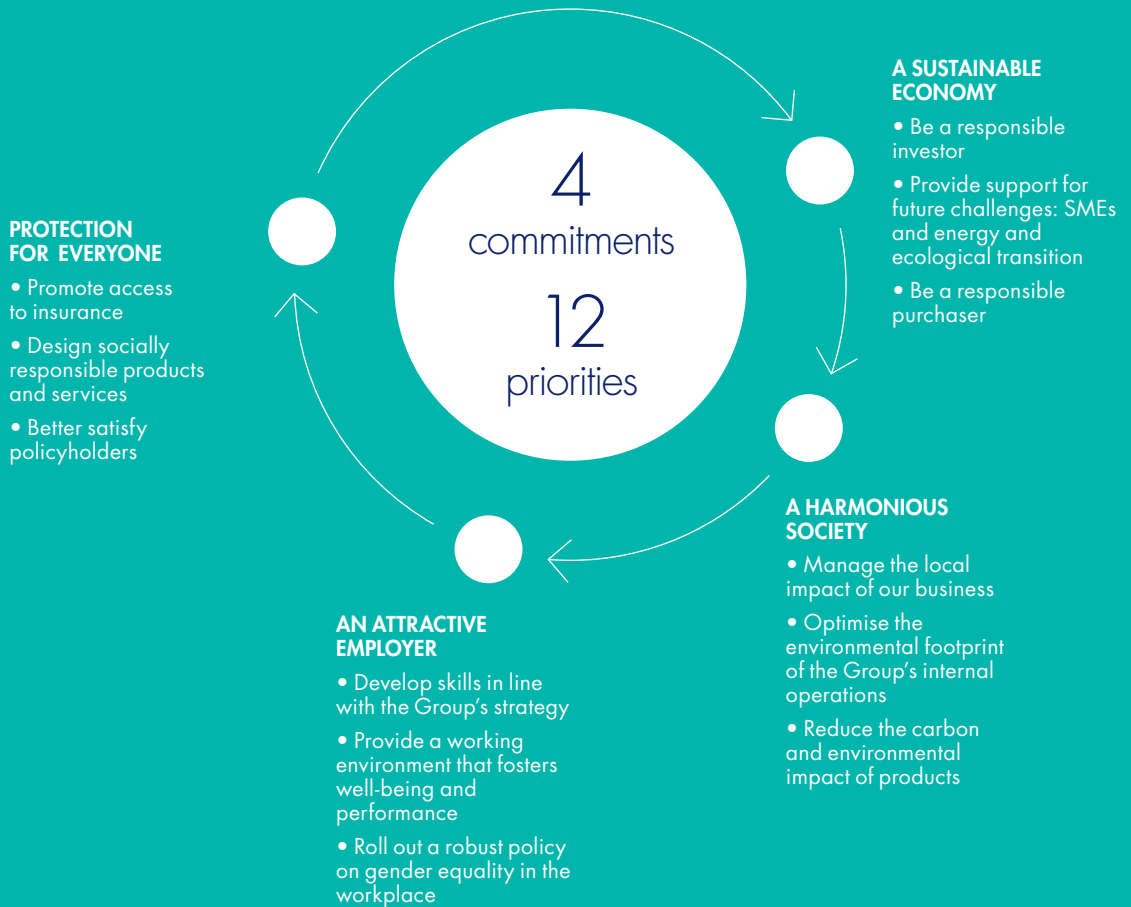 4
commitments
12
priorities
PROTECTION
FOR EVERYONE
• Promote access
to insurance
• Design socially
responsible products
and services
• Better satisfy
policyholders
A SUSTAINABLE
ECONOMY
• Be a responsible
investor
• Provide support for
future challenges: SMEs
and energy and
ecological transition
• Be a responsible
purchaser
A HARMONIOUS
SOCIETY
• Manage the local
impact of our business
• Optimise the
environmental footprint
of the Group’s internal
operations
• Reduce the carbon
and environmental
impact of products
AN ATTRACTIVE
EMPLOYER
• Develop skills in line
with the Group’s strategy
• Provide a working
environment that fosters
well-being and
performance
• Roll out a robust policy
on gender equality in the
workplace